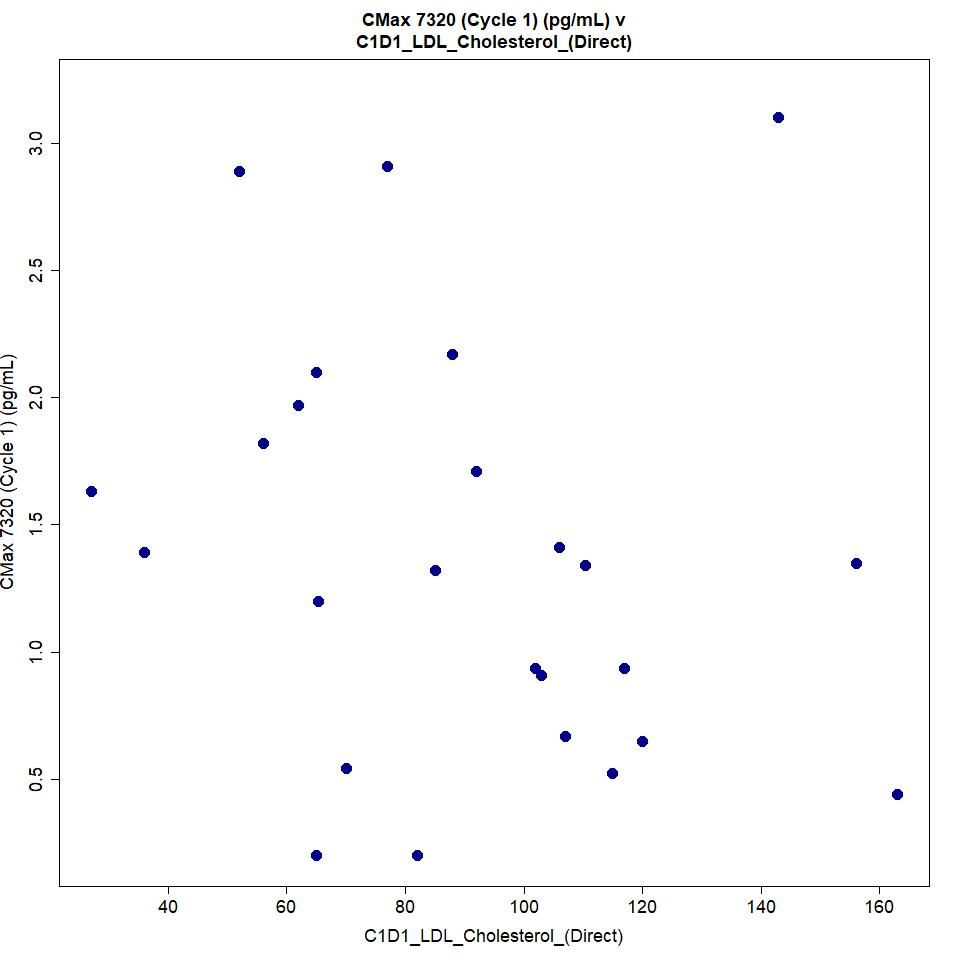 CMax 7320 (Cycle 1) (pg/mL) v
C1D1_LDL_Cholesterol_(Direct)
3.0
2.5
2.0
1.5
1.0
0.5
CMax 7320 (Cycle 1) (pg/mL)
40 60 80 100 120 140 160
C1D1_LDL_Cholesterol_(Direct)